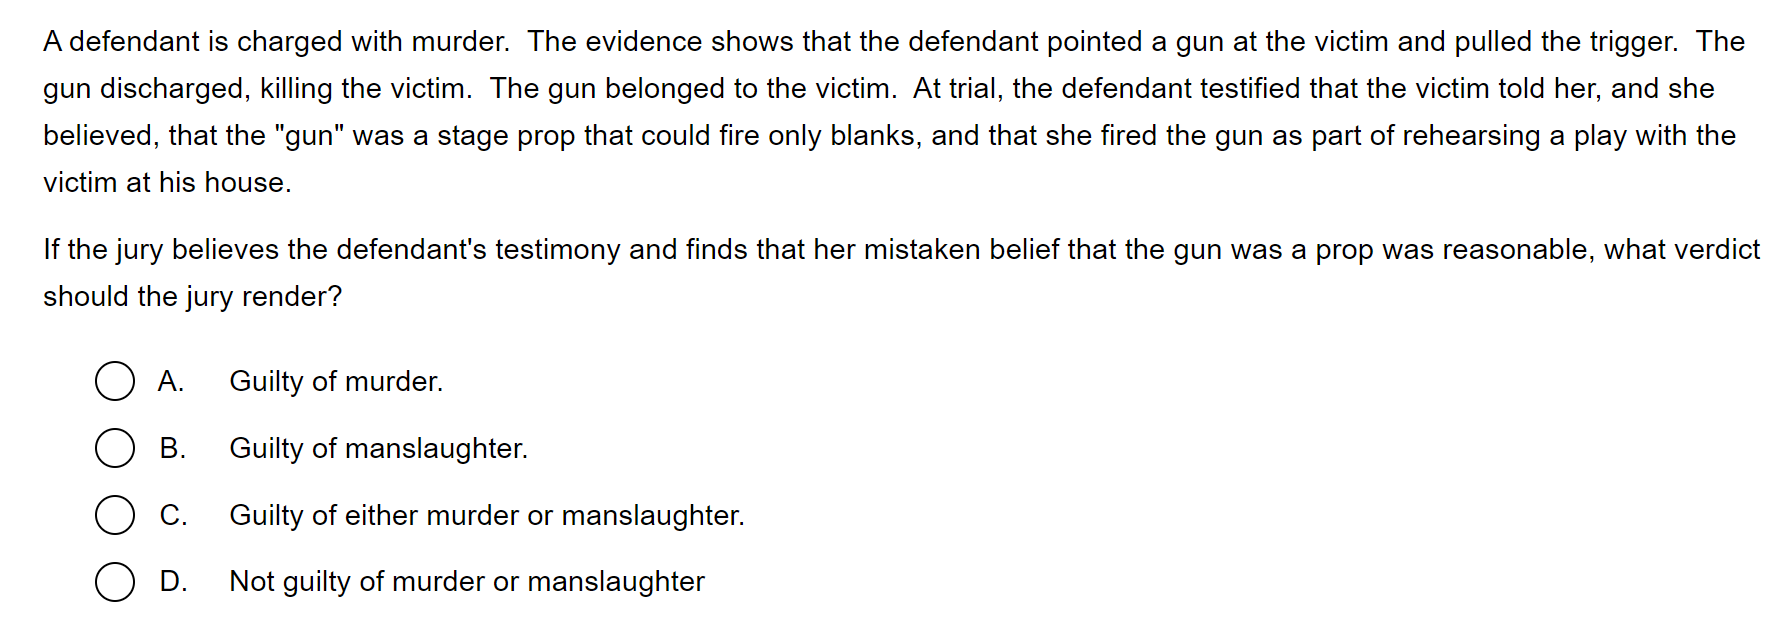 A defendant is charged with murder.  The evidence shows that the defendant pointed a gun at the victim and pulled the trigger.  The
gun discharged, killing the victim.  The gun belonged to the victim.  At trial, the defendant testified that the victim told her, and she
believed, that the "gun" was a stage prop that could fire only blanks, and that she fired the gun as part of rehearsing a play with the
victim at his house.
If the jury believes the defendant's testimony and finds that her mistaken belief that the gun was a prop was reasonable, what verdict
should the jury render?
A. Guilty of murder.
B. Guilty of manslaughter.
C. Guilty of either murder or manslaughter.
D. Not guilty of murder or manslaughter